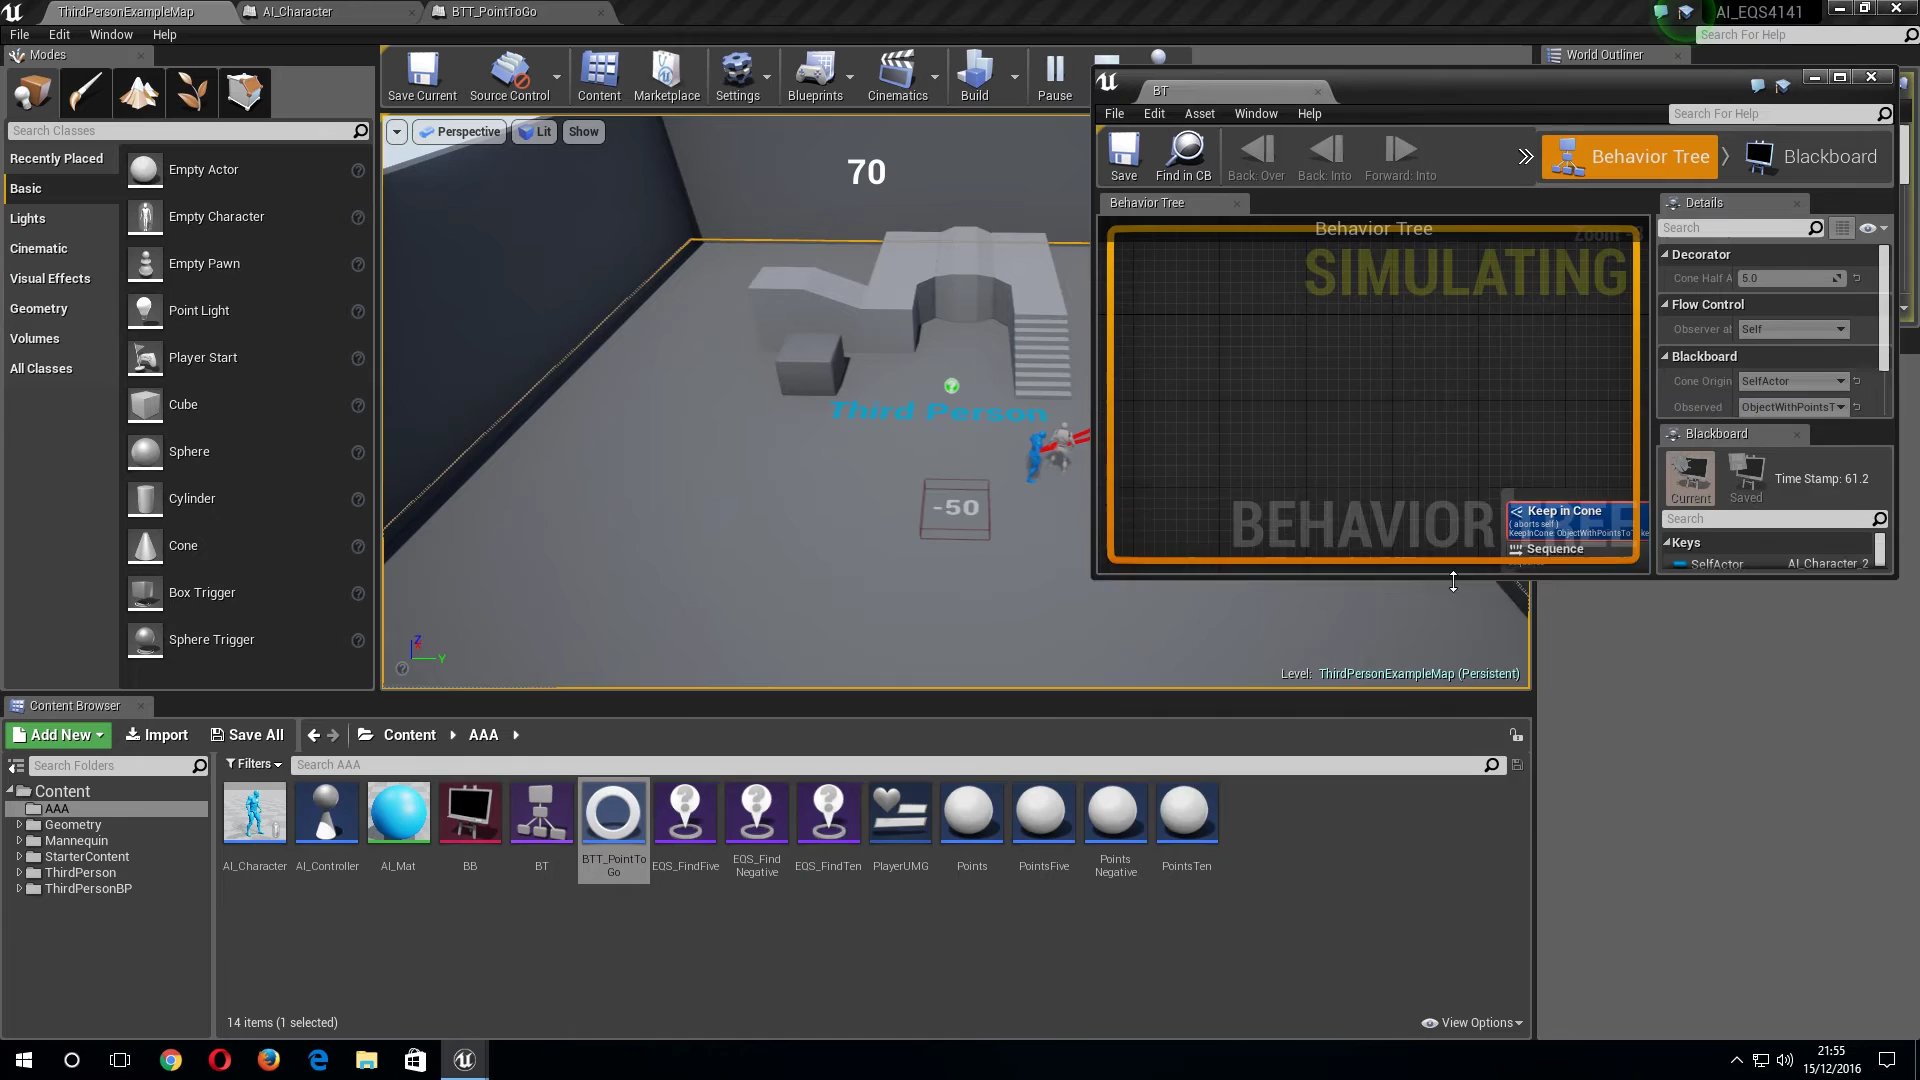 ThirdPersonExampleMap
AI_Character
BTT_PointToGo
AI_EQS4141
File Edit Window Help
Search For Help
Modes
Save Current
Source Control
Content
Marketplace
Settings
Blueprints
Cinematics
Build
Pause
World Outliner
Search Classes
Recently Placed
Basic
Lights
Cinematic
Visual Effects
Geometry
Volumes
All Classes
Empty Actor
Empty Character
Empty Pawn
Point Light
Player Start
Cube
Sphere
Cylinder
Cone
Box Trigger
Sphere Trigger
Perspective
Lit
Show
70
Third Person
-50
Z
Y
Level: ThirdPersonExampleMap (Persistent)
BT
File Edit Asset Window Help
Search For Help
Save
Find in CB
Back: Over
Back: Into
Forward: Into
Behavior Tree
Blackboard
Behavior Tree
Behavior Tree
SIMULATING
BEHAVIOR TREE
Keep in Cone
( aborts self )
Sequence
Details
Search
Decorator
Cone Half A 5.0
Flow Control
Observer ab Self
Blackboard
Cone Origin SelfActor
Observed ObjectWithPointsT
Blackboard
Current
Saved
Time Stamp: 61.2
Search
Keys
SelfActor AI_Character_2
Content Browser
Add New
Import
Save All
Content
AAA
Search Folders
Filters
Search AAA
Content
AAA
Geometry
Mannequin
StarterContent
ThirdPerson
ThirdPersonBP
AI_Character
AI_Controller
AI_Mat
BB
BT
BTT_PointTo
Go
EQS_FindFive
EQS_Find
Negative
EQS_FindTen
PlayerUMG
Points
PointsFive
Points
Negative
PointsTen
14 items (1 selected)
View Options
21:55
15/12/2016